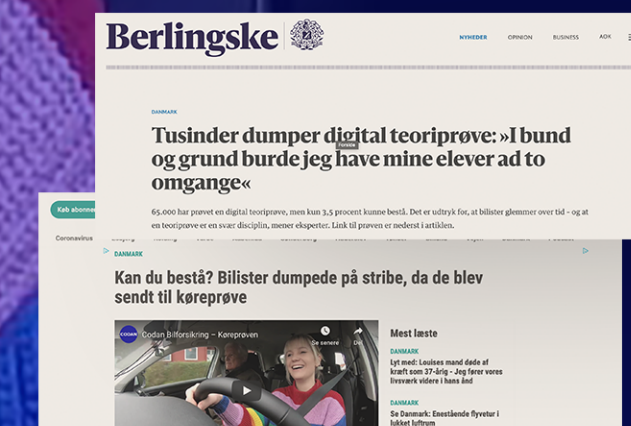 Berlingske
NYHEDER OPINION BUSINESS AOK
DANMARK
Tusinder dumper digital teoriprøve: »I bund
og grund burde jeg have mine elever ad to
omgange«
Forside
65.000 har prøvet en digital teoriprøve, men kun 3,5 procent kunne bestå. Det er udtryk for, at bilister glemmer over tid – og at
en teoriprøve er en svær disciplin, mener eksperter. Link til prøven er nederst i artiklen.
Køb abonne
Coronavirus
DANMARK
Kan du bestå? Bilister dumpede på stribe, da de blev
sendt til køreprøve
CODAN
Codan Bilforsikring – Køreprøven
Se senere
Del
Mest læste
DANMARK
Lyt med: Louises mand døde af
kræft som 37-årig - Jeg fører vores
livsværk videre i hans ånd
DANMARK
Se Danmark: Enestående flyvetur i
lukket luftrum